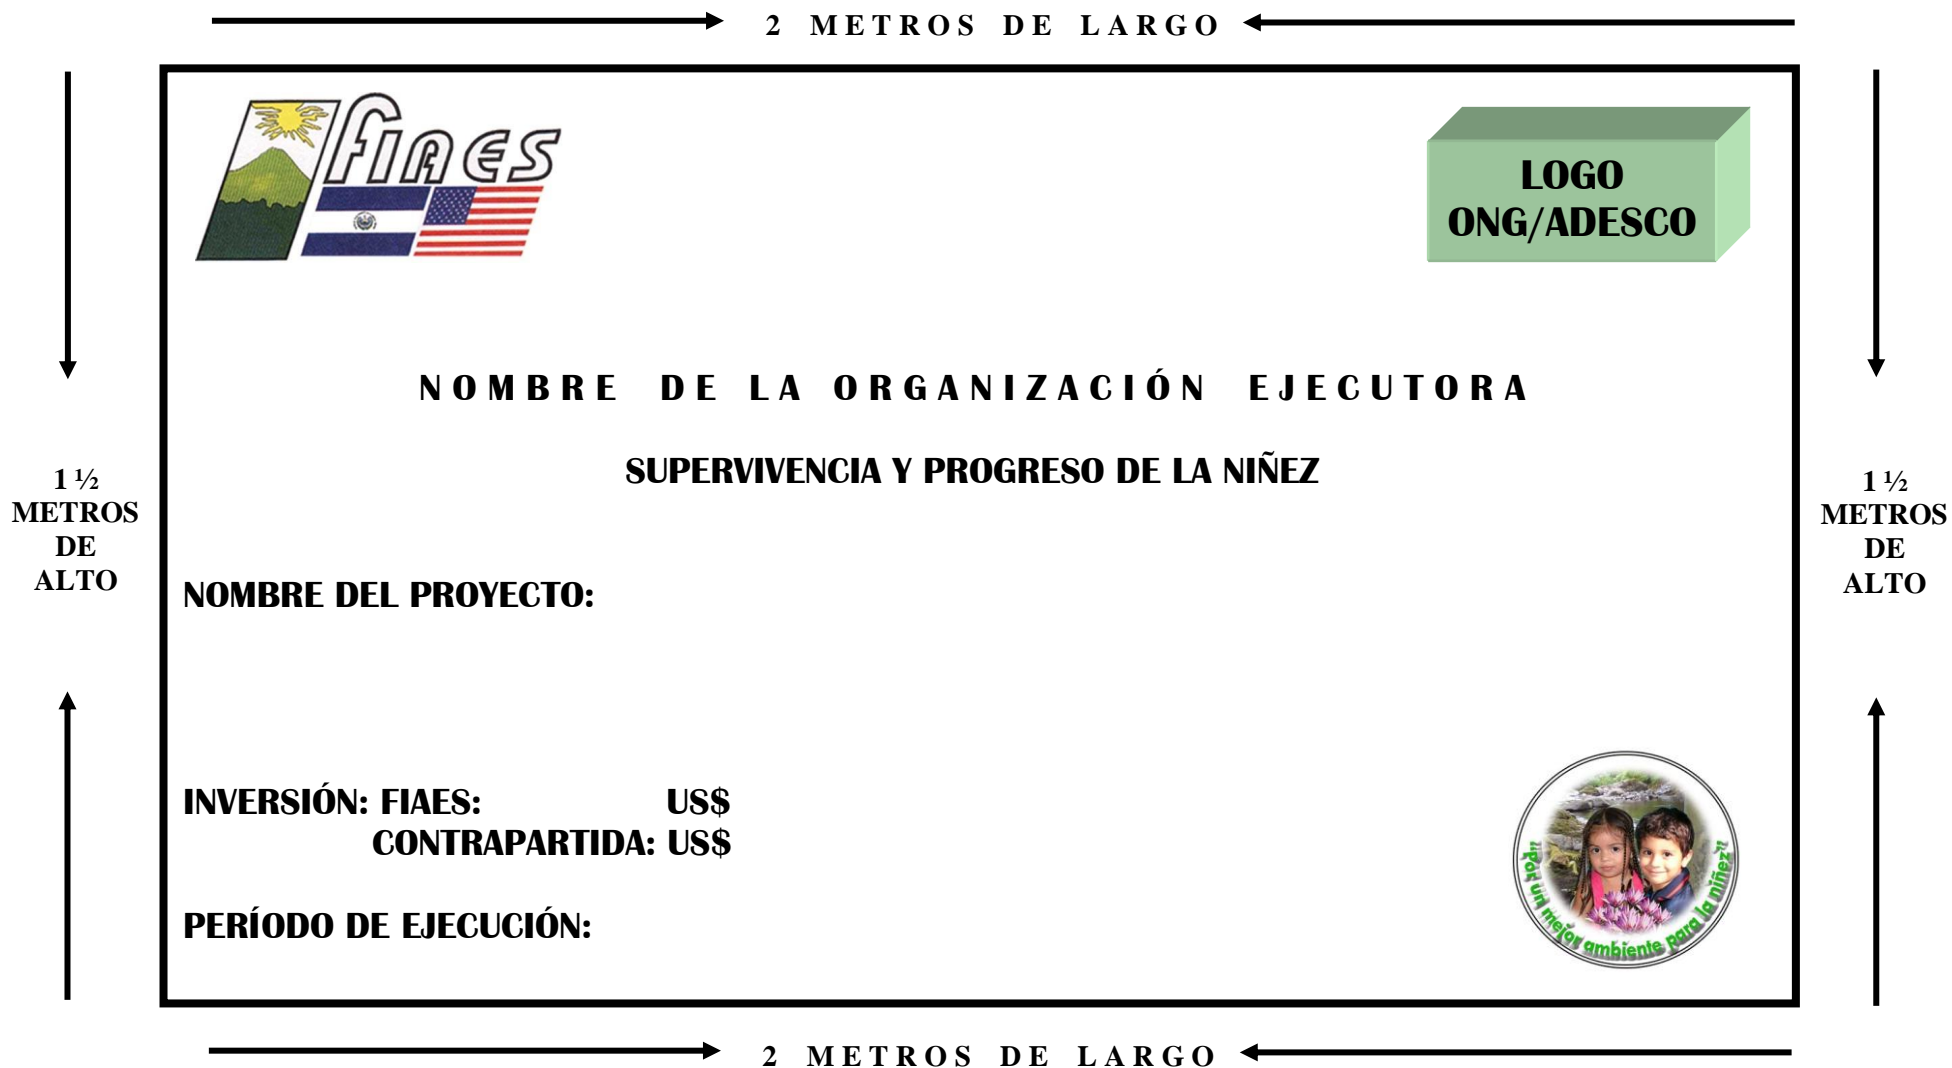 2 METROS DE LARGO
fiaes
LOGO
ONG/ADESCO
NOMBRE DE LA ORGANIZACIÓN EJECUTORA
SUPERVIVENCIA Y PROGRESO DE LA NIÑEZ
1 ½
METROS
DE
ALTO
1 ½
METROS
DE
ALTO
NOMBRE DEL PROYECTO:
INVERSIÓN: FIAES: US$
CONTRAPARTIDA: US$
PERÍODO DE EJECUCIÓN:
"Por un mejor ambiente para la niñez"
2 METROS DE LARGO